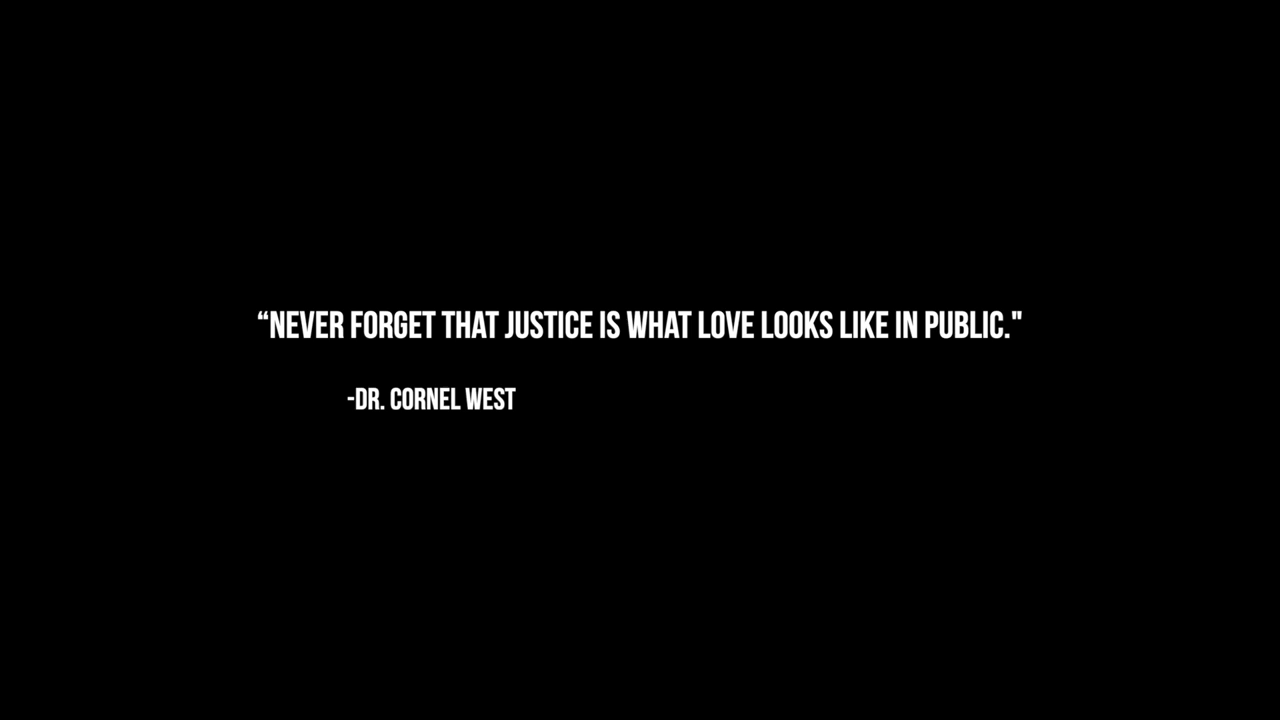 “NEVER FORGET THAT JUSTICE IS WHAT LOVE LOOKS LIKE IN PUBLIC."
-DR. CORNEL WEST